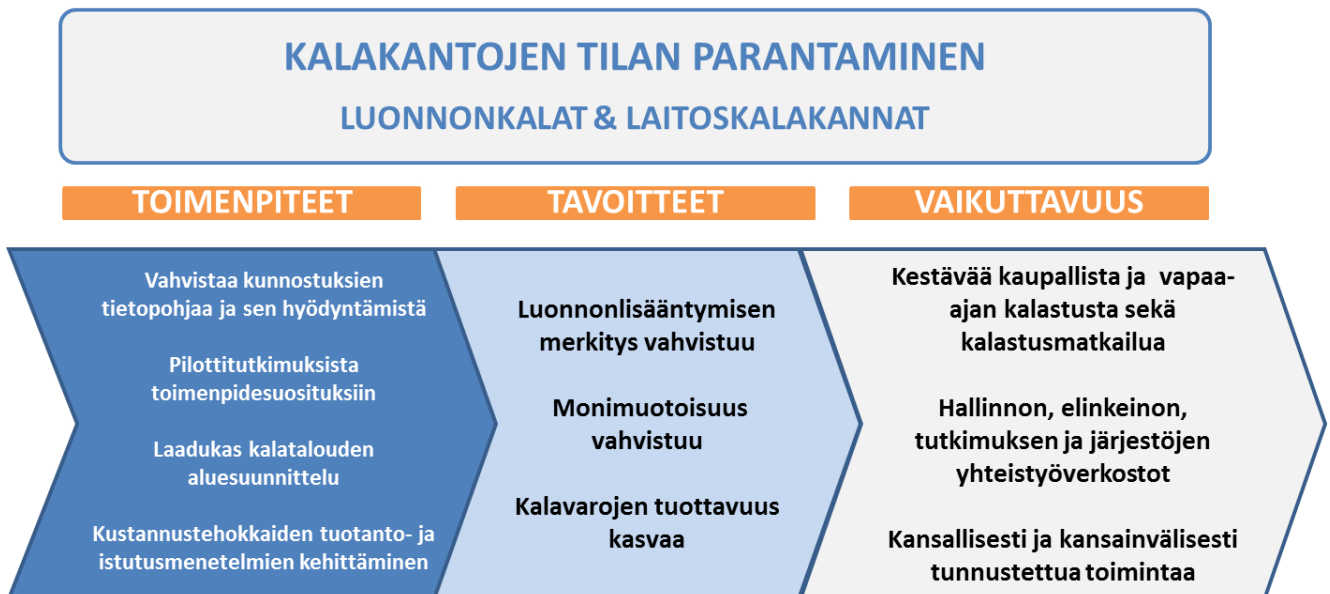 KALAKANTOJEN TILAN PARANTAMINEN
LUONNONKALAT & LAITOSKALAKANNAT
TOIMENPITEET
Vahvistaa kunnostuksien
tietopohjaa ja sen hyödyntämistä
Pilottitutkimuksista
toimenpidesuosituksiin
Laadukas kalatalouden
aluesuunnittelu
Kustannustehokkaiden tuotanto- ja
istutusmenetelmien kehittäminen
TAVOITTEET
Luonnonlisääntymisen
merkitys vahvistuu
Monimuotoisuus
vahvistuu
Kalavarojen tuottavuus
kasvaa
VAIKUTTAVUUS
Kestävää kaupallista ja vapaa-
ajan kalastusta sekä
kalastusmatkailua
Hallinnon, elinkeinon,
tutkimuksen ja järjestöjen
yhteistyöverkostot
Kansallisesti ja kansainvälisesti
tunnustettua toimintaa